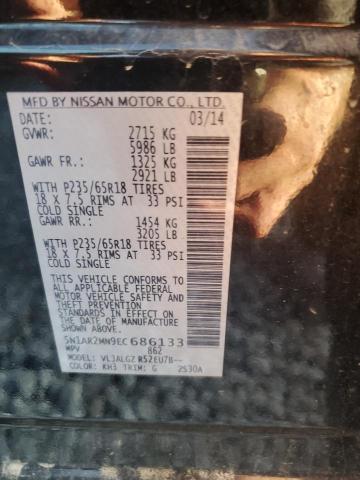 MFD BY NISSAN MOTOR CO., LTD.
DATE: 03/14
GVWR: 2715 KG
5986 LB
GAWR FR.: 1325 KG
2921 LB
WITH P235/65R18 TIRES
18 X 7.5 RIMS AT 33 PSI
COLD SINGLE
GAWR RR.: 1454 KG
3205 LB
WITH P235/65R18 TIRES
18 X 7.5 RIMS AT 33 PSI
COLD SINGLE
THIS VEHICLE CONFORMS TO
ALL APPLICABLE FEDERAL
MOTOR VEHICLE SAFETY
AND THEFT PREVENTION
STANDARDS IN EFFECT ON
THE DATE OF MANUFACTURE
SHOWN ABOVE.
5N1AR2MN9EC686133
MPV 862
MODEL: VLJALGZ R52EU7B--
COLOR: KH3 TRIM: G 2S30A